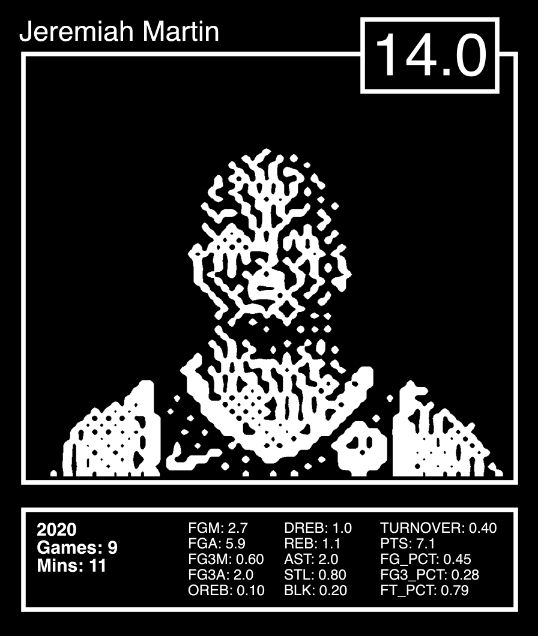 Jeremiah Martin
14.0
2020
Games: 9
Mins: 11
FGM: 2.7
FGA: 5.9
FG3M: 0.60
FG3A: 2.0
OREB: 0.10
DREB: 1.0
REB: 1.1
AST: 2.0
STL: 0.80
BLK: 0.20
TURNOVER: 0.40
PTS: 7.1
FG_PCT: 0.45
FG3_PCT: 0.28
FT_PCT: 0.79